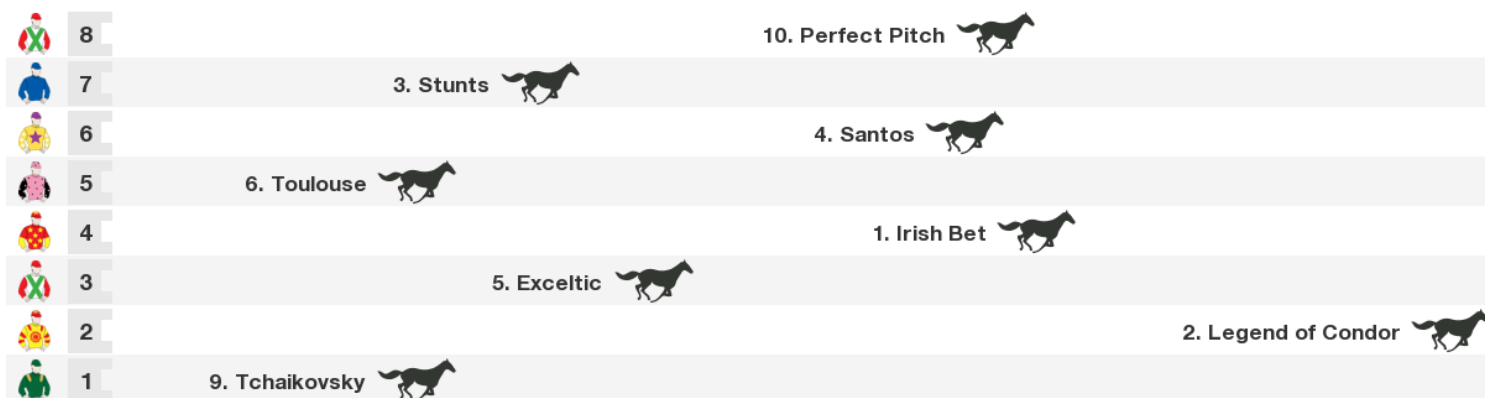 8 10. Perfect Pitch
7 3. Stunts
6 4. Santos
5 6. Toulouse
4 1. Irish Bet
3 5. Exceltic
2 2. Legend of Condor
1 9. Tchaikovsky